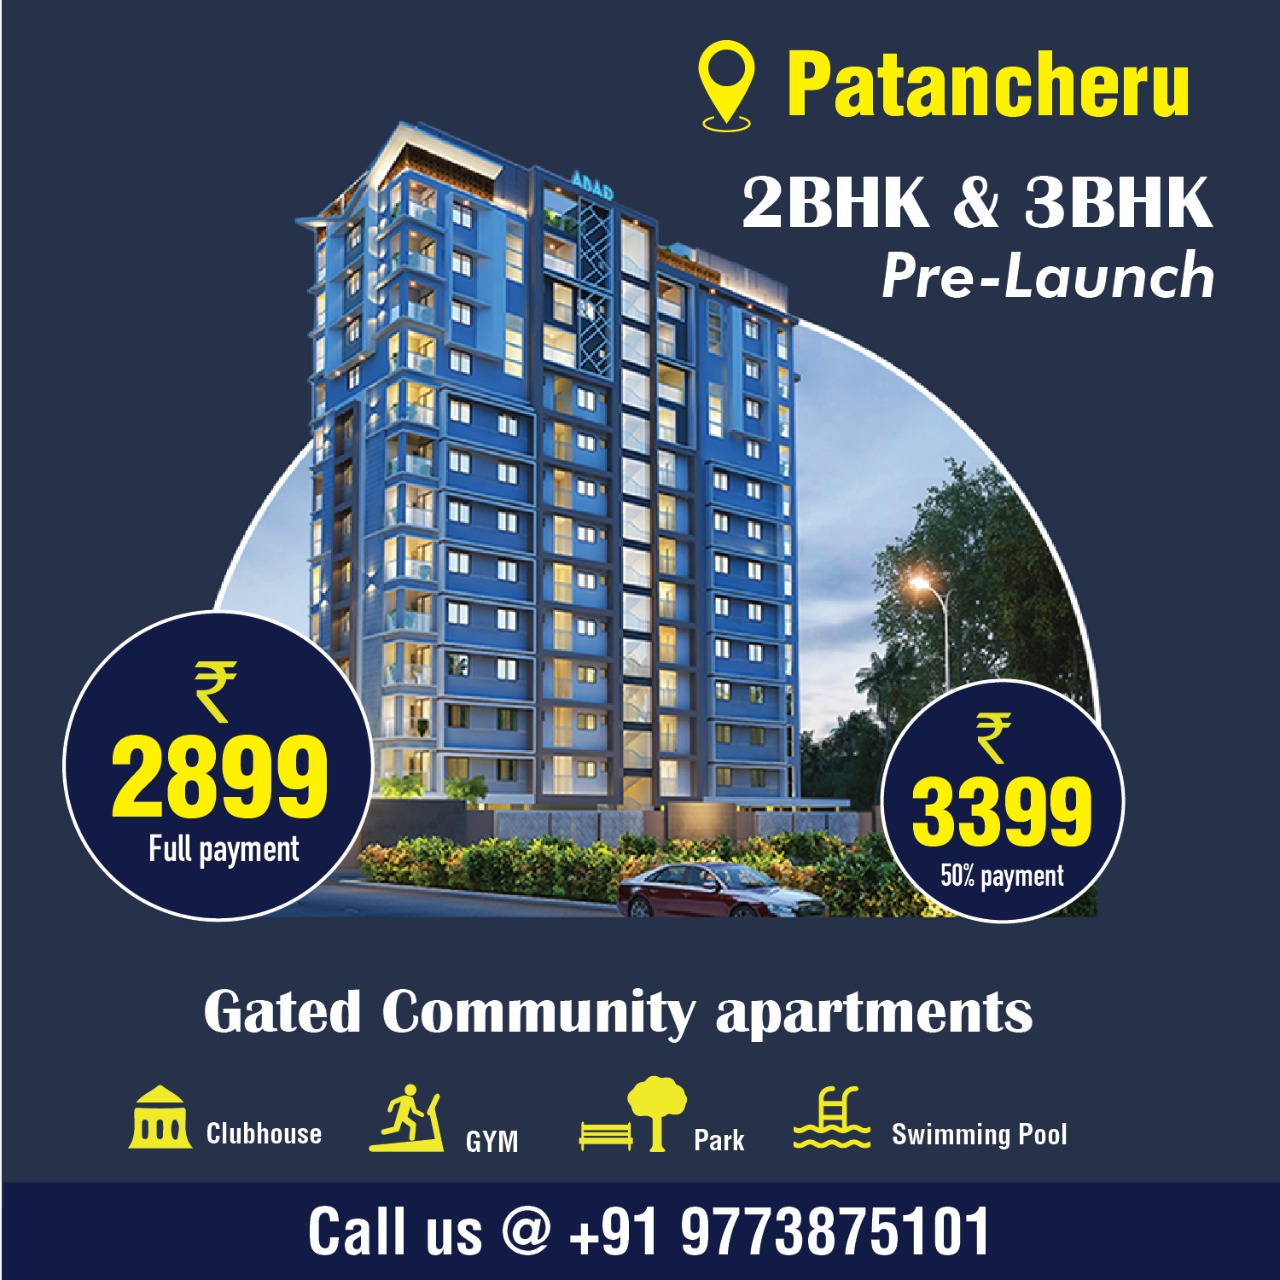 Patancheru
2BHK & 3BHK
Pre-Launch
ABAD
₹
2899
Full payment
₹
3399
50% payment
Gated Community apartments
Clubhouse
GYM
Park
Swimming Pool
Call us @ +91 9773875101